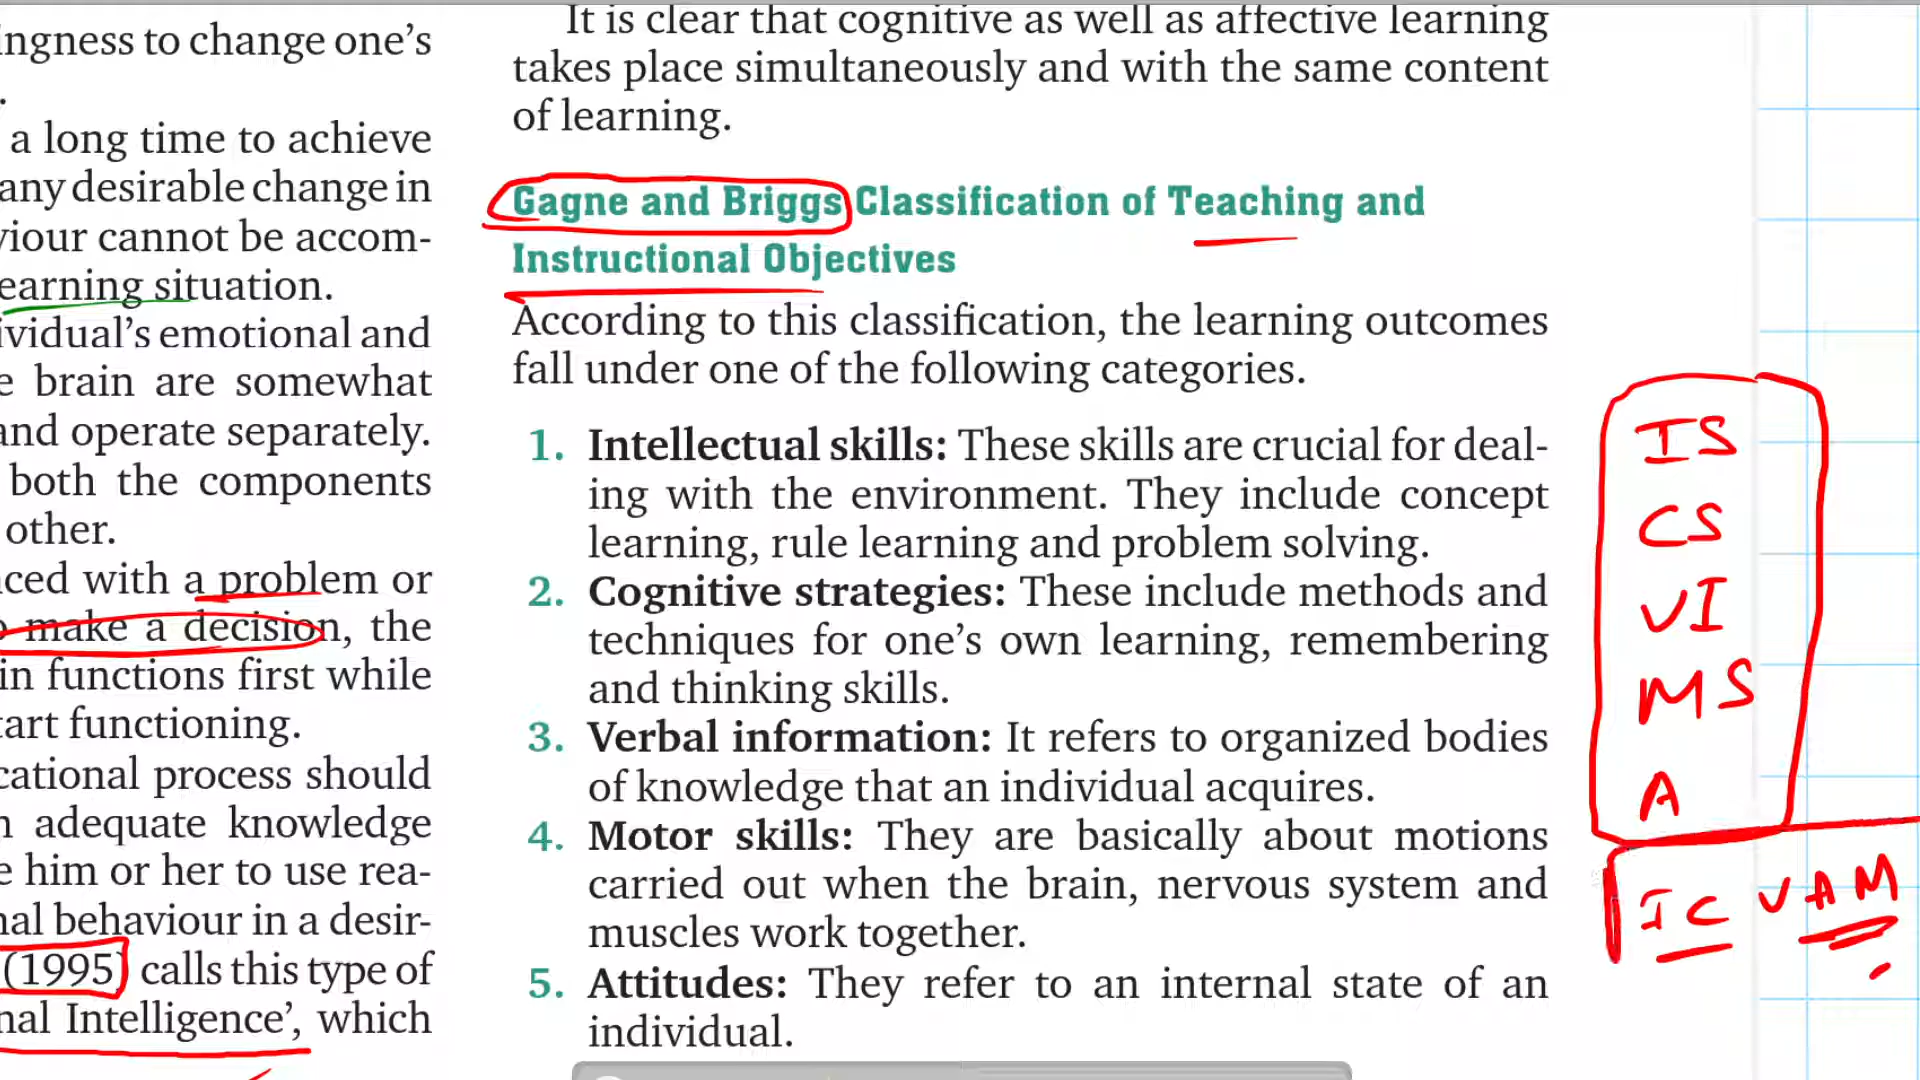 ingness to change one's
.
a long time to achieve
any desirable change in
viour cannot be accom-
earning situation.
ividual's emotional and
e brain are somewhat
and operate separately.
both the components
other.
nced with a problem or
o make a decision, the
in functions first while
tart functioning.
cational process should
n adequate knowledge
e him or her to use rea-
nal behaviour in a desir-
(1995) calls this type of
nal Intelligence', which
It is clear that cognitive as well as affective learning
takes place simultaneously and with the same content
of learning.
Gagne and Briggs Classification of Teaching and
Instructional Objectives
According to this classification, the learning outcomes
fall under one of the following categories.
1. Intellectual skills: These skills are crucial for deal-
ing with the environment. They include concept
learning, rule learning and problem solving.
2. Cognitive strategies: These include methods and
techniques for one's own learning, remembering
and thinking skills.
3. Verbal information: It refers to organized bodies
of knowledge that an individual acquires.
4. Motor skills: They are basically about motions
carried out when the brain, nervous system and
muscles work together.
5. Attitudes: They refer to an internal state of an
individual.
IS
CS
VI
MS
A
IC VAM